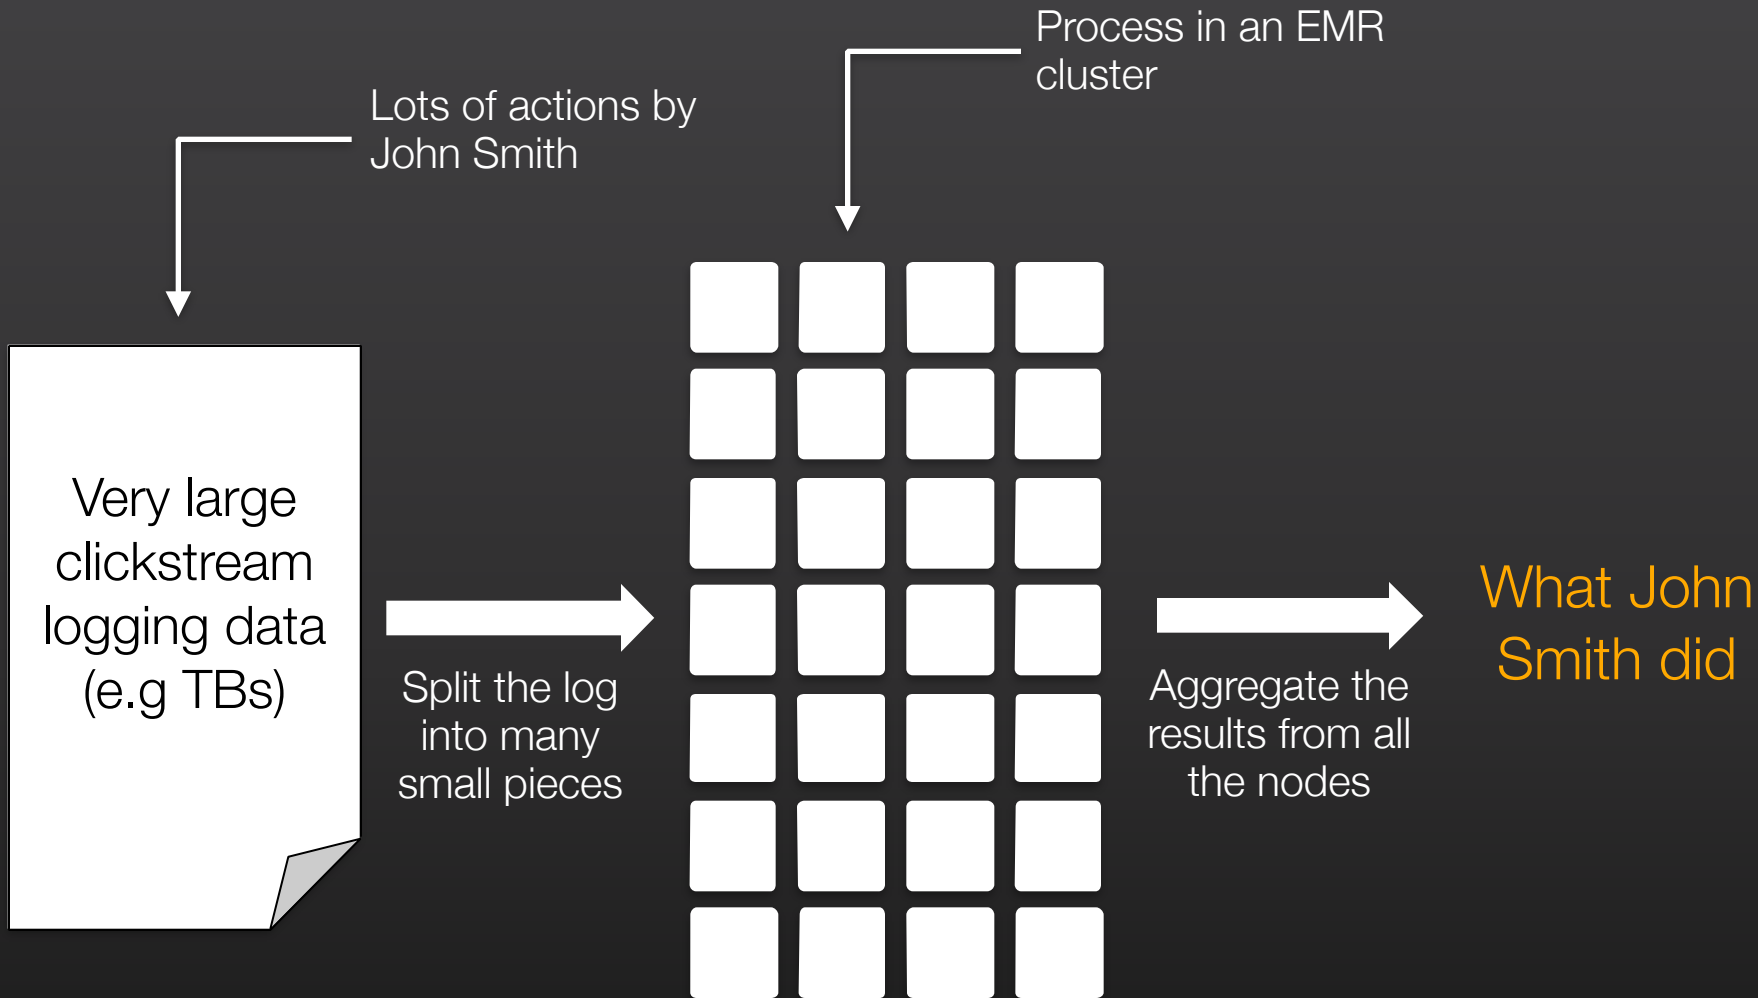 Process in an EMR
cluster
Lots of actions by
John Smith
Very large
clickstream
logging data
(e.g TBs)
Split the log
into many
small pieces
Aggregate the
results from all
the nodes
What John
Smith did